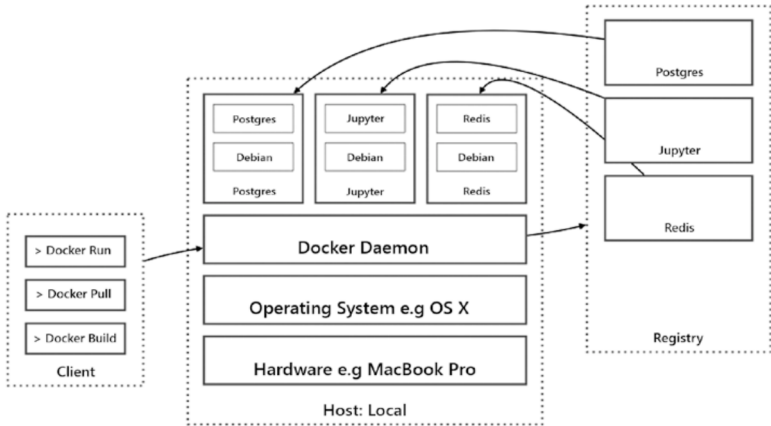 Postgres
Jupyter
Redis
Registry
Postgres
Debian
Postgres
Jupyter
Debian
Jupyter
Redis
Debian
Redis
Docker Daemon
Operating System e.g OS X
Hardware e.g MacBook Pro
Host: Local
> Docker Run
> Docker Pull
> Docker Build
Client